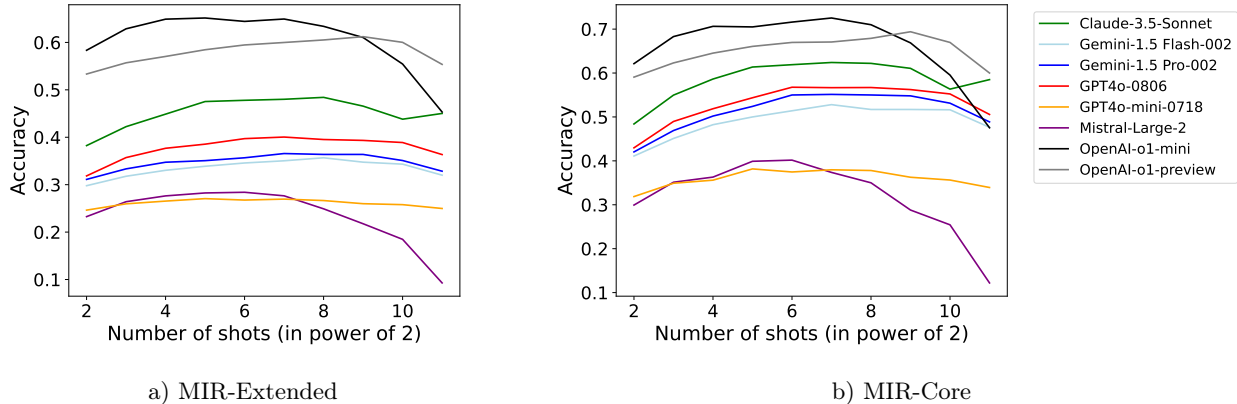 0.6
0.5
0.4
0.3
0.2
0.1
Accuracy
2 4 6 8 10
Number of shots (in power of 2)
a) MIR-Extended
0.7
0.6
0.5
0.4
0.3
0.2
0.1
Accuracy
2 4 6 8 10
Number of shots (in power of 2)
b) MIR-Core
Claude-3.5-Sonnet
Gemini-1.5 Flash-002
Gemini-1.5 Pro-002
GPT4o-0806
GPT4o-mini-0718
Mistral-Large-2
OpenAI-o1-mini
OpenAI-o1-preview